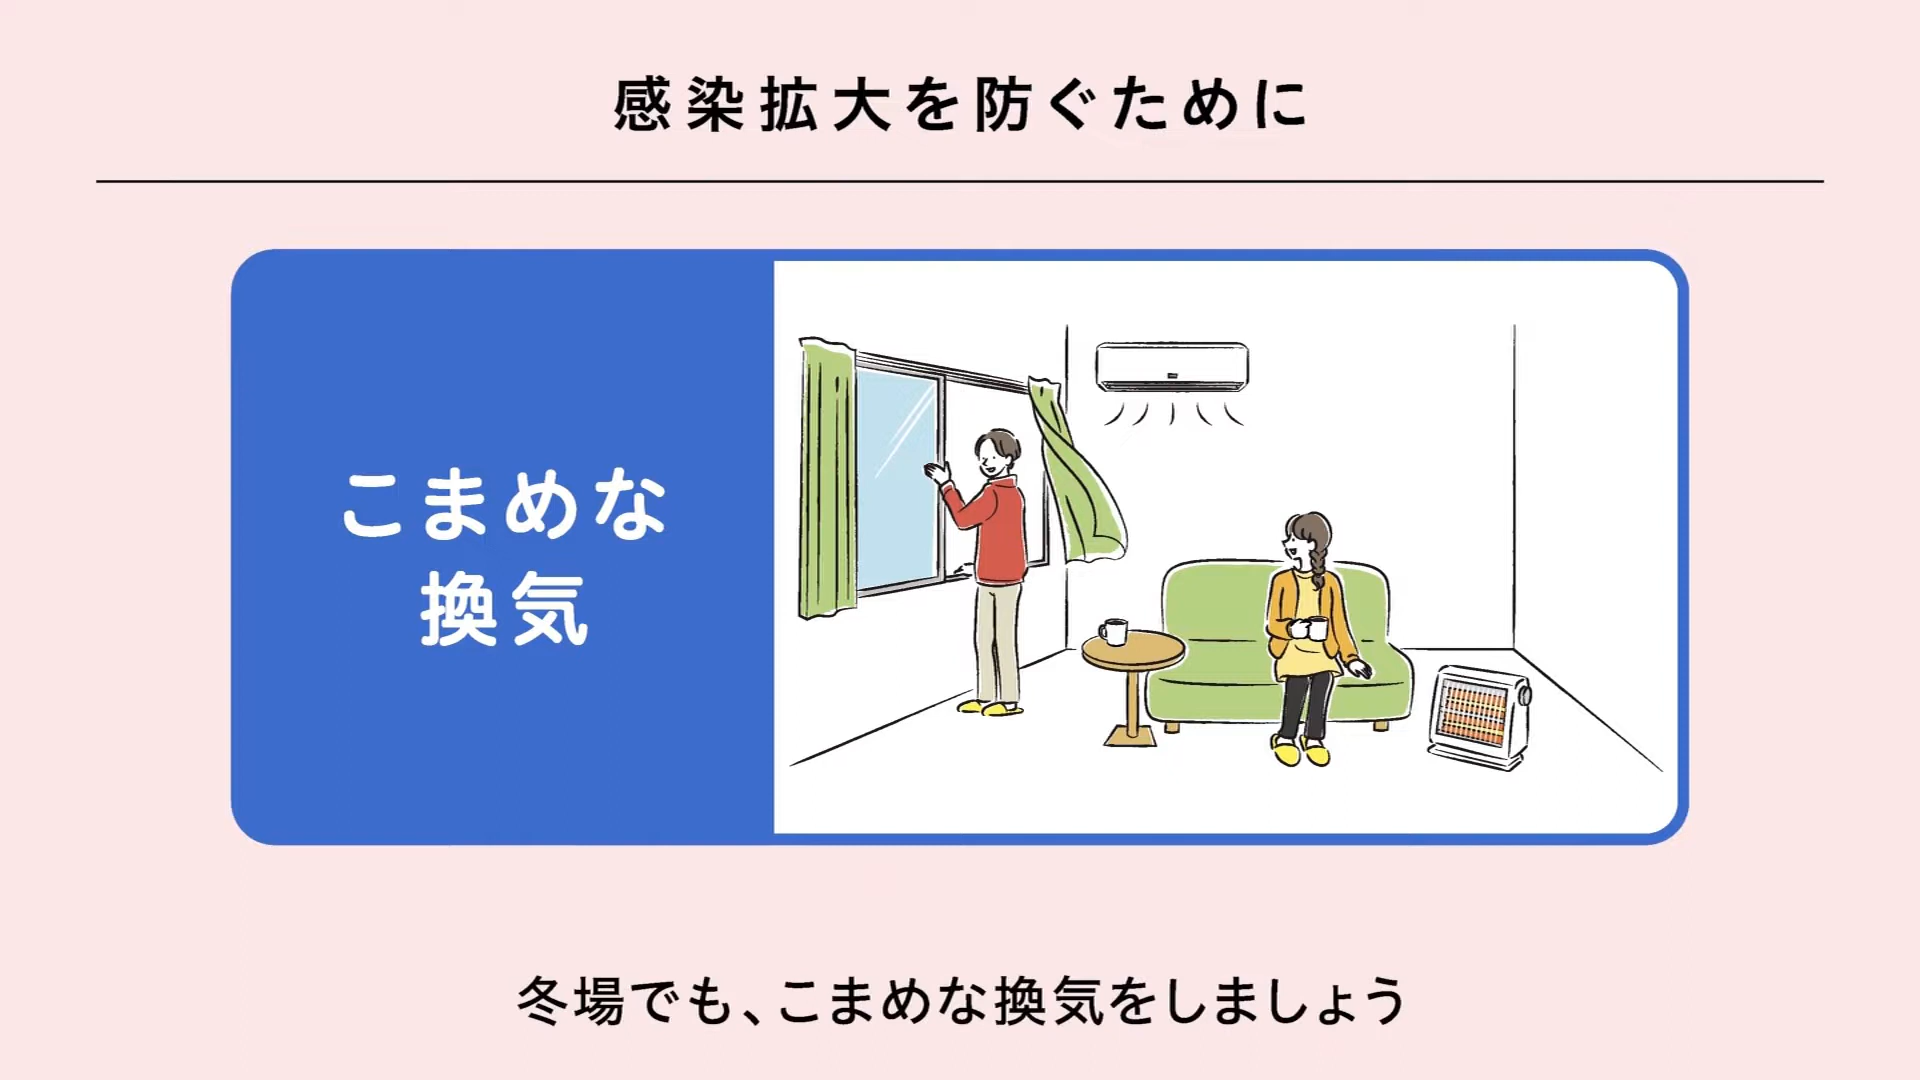 感染拡大を防ぐために
こまめな
換気
冬場でも、こまめな換気をしましょう